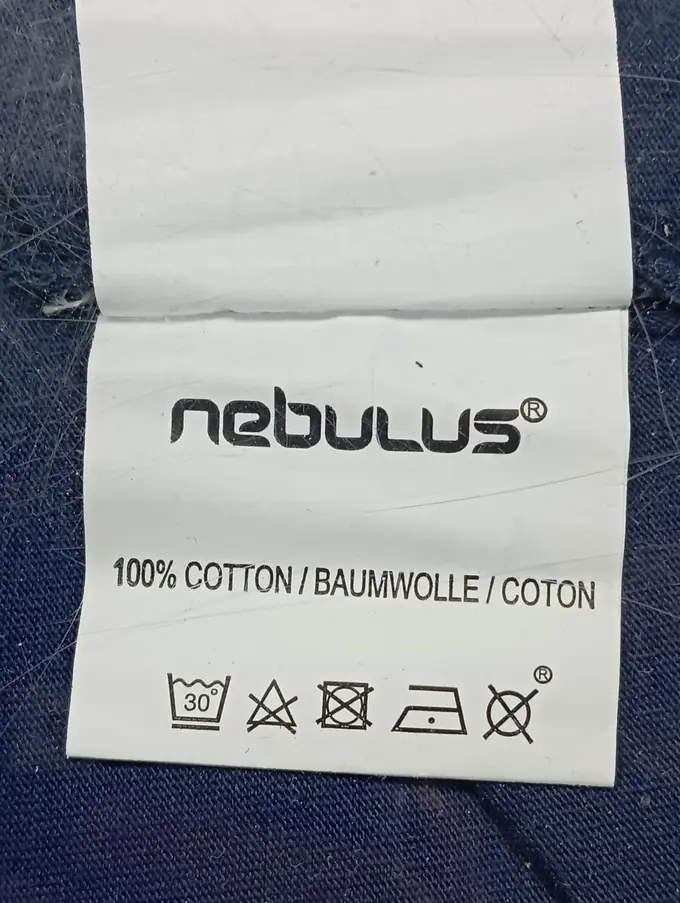 nebulus®
100% COTTON / BAUMWOLLE / COTON
30°
®